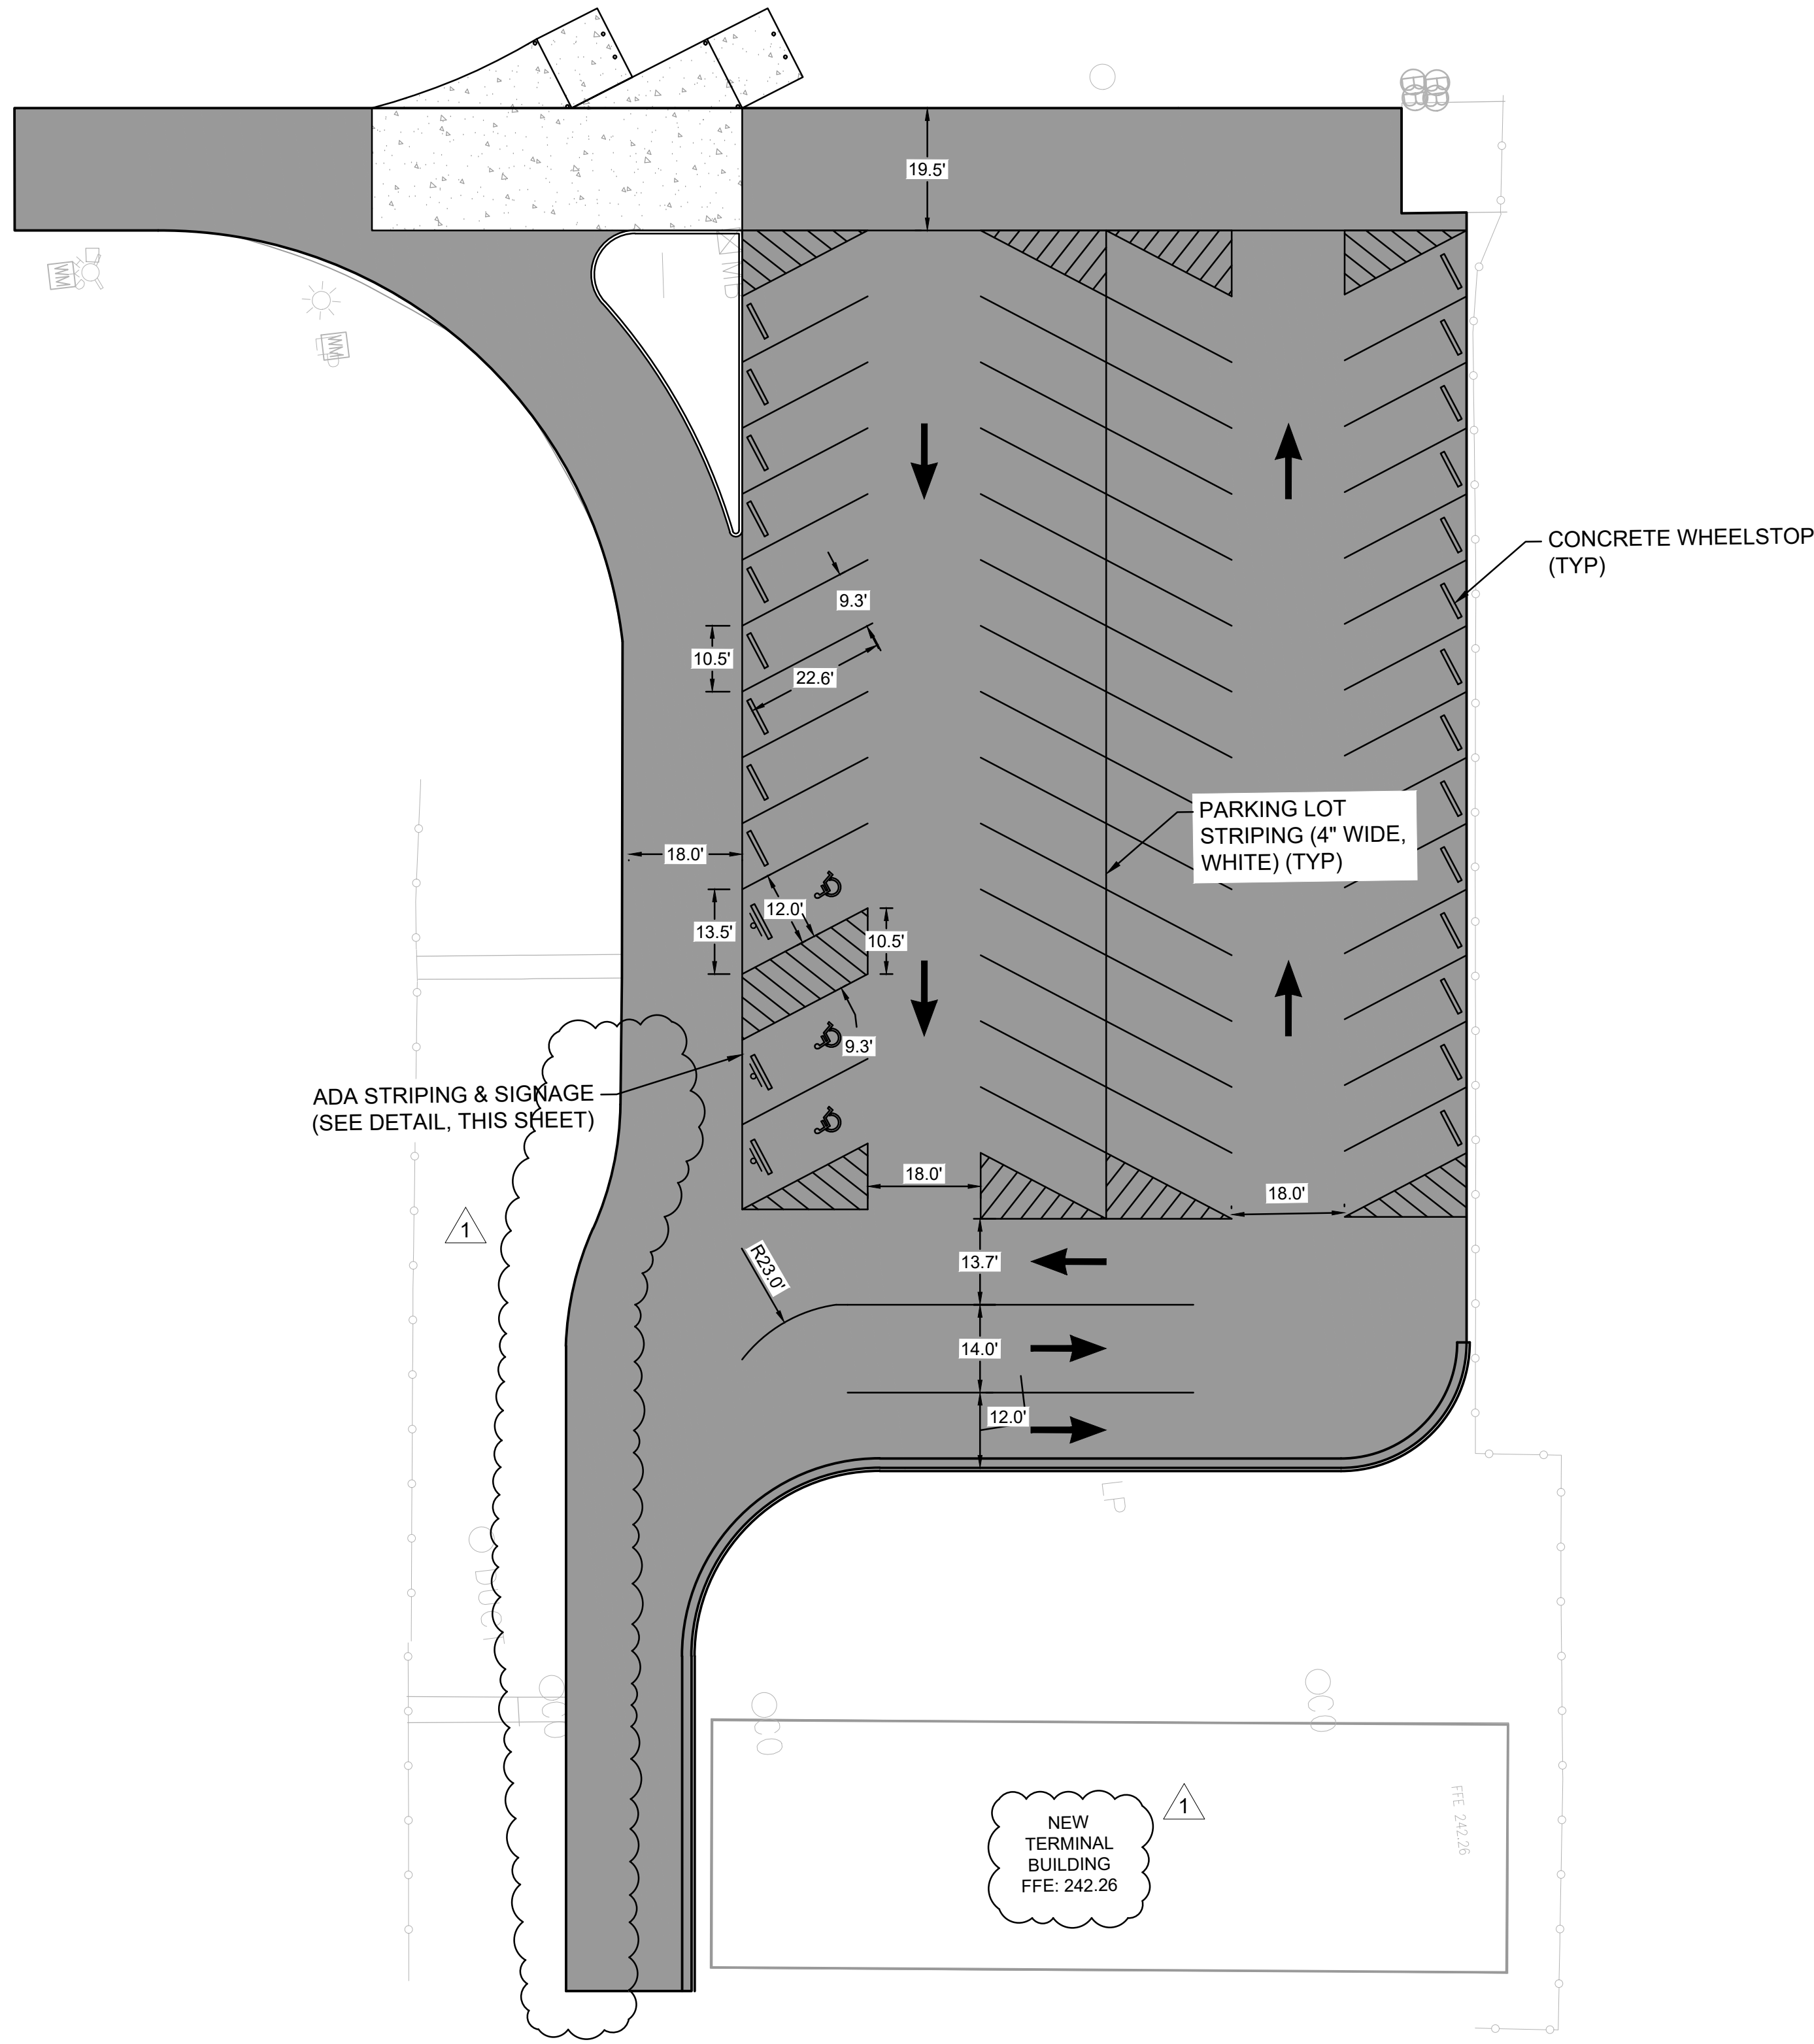 19.5'
WM
WM
CONCRETE WHEELSTOP
(TYP)
9.3'
10.5'
22.6'
PARKING LOT
STRIPING (4" WIDE,
WHITE) (TYP)
18.0'
12.0'
13.5'
10.5'
9.3'
ADA STRIPING & SIGNAGE
(SEE DETAIL, THIS SHEET)
18.0'
18.0'
1
13.7'
R23.0'
14.0'
12.0'
LP
OCO
OCO
OCO
1
NEW
TERMINAL
BUILDING
FFE: 242.26
FFE 242.26